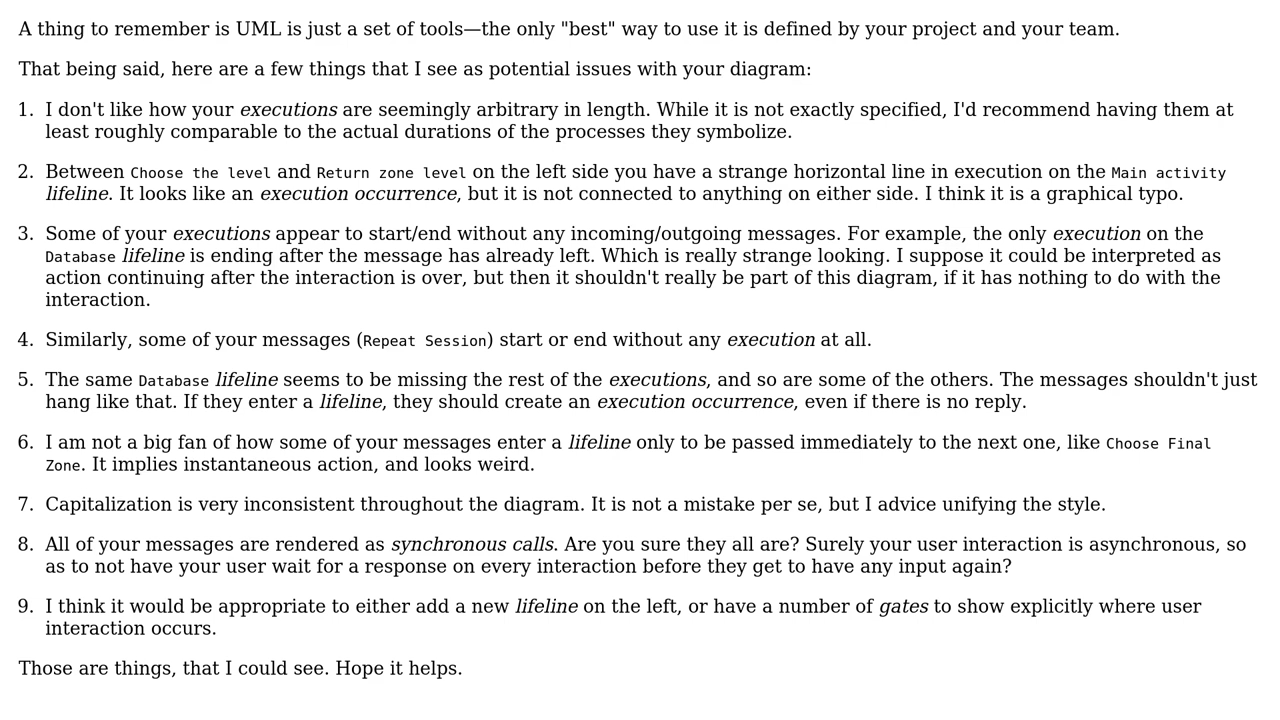 A thing to remember is UML is just a set of tools—the only "best" way to use it is defined by your project and your team.
That being said, here are a few things that I see as potential issues with your diagram:
1. I don't like how your executions are seemingly arbitrary in length. While it is not exactly specified, I'd recommend having them at
least roughly comparable to the actual durations of the processes they symbolize.
2. Between Choose the level and Return zone level on the left side you have a strange horizontal line in execution on the Main activity
lifeline. It looks like an execution occurrence, but it is not connected to anything on either side. I think it is a graphical typo.
3. Some of your executions appear to start/end without any incoming/outgoing messages. For example, the only execution on the
Database lifeline is ending after the message has already left. Which is really strange looking. I suppose it could be interpreted as
action continuing after the interaction is over, but then it shouldn't really be part of this diagram, if it has nothing to do with the
interaction.
4. Similarly, some of your messages (Repeat Session) start or end without any execution at all.
5. The same Database lifeline seems to be missing the rest of the executions, and so are some of the others. The messages shouldn't just
hang like that. If they enter a lifeline, they should create an execution occurrence, even if there is no reply.
6. I am not a big fan of how some of your messages enter a lifeline only to be passed immediately to the next one, like Choose Final
Zone. It implies instantaneous action, and looks weird.
7. Capitalization is very inconsistent throughout the diagram. It is not a mistake per se, but I advice unifying the style.
8. All of your messages are rendered as synchronous calls. Are you sure they all are? Surely your user interaction is asynchronous, so
as to not have your user wait for a response on every interaction before they get to have any input again?
9. I think it would be appropriate to either add a new lifeline on the left, or have a number of gates to show explicitly where user
interaction occurs.
Those are things, that I could see. Hope it helps.